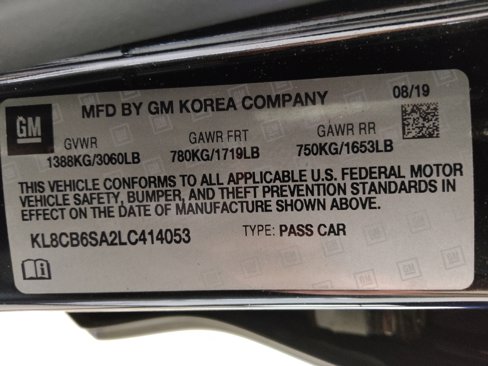 GM
MFD BY GM KOREA COMPANY
08/19
GVWR
GAWR FRT
GAWR RR
1388KG/3060LB
780KG/1719LB
750KG/1653LB
THIS VEHICLE CONFORMS TO ALL APPLICABLE U.S. FEDERAL MOTOR
VEHICLE SAFETY, BUMPER, AND THEFT PREVENTION STANDARDS IN
EFFECT ON THE DATE OF MANUFACTURE SHOWN ABOVE.
KL8CB6SA2LC414053
TYPE: PASS CAR